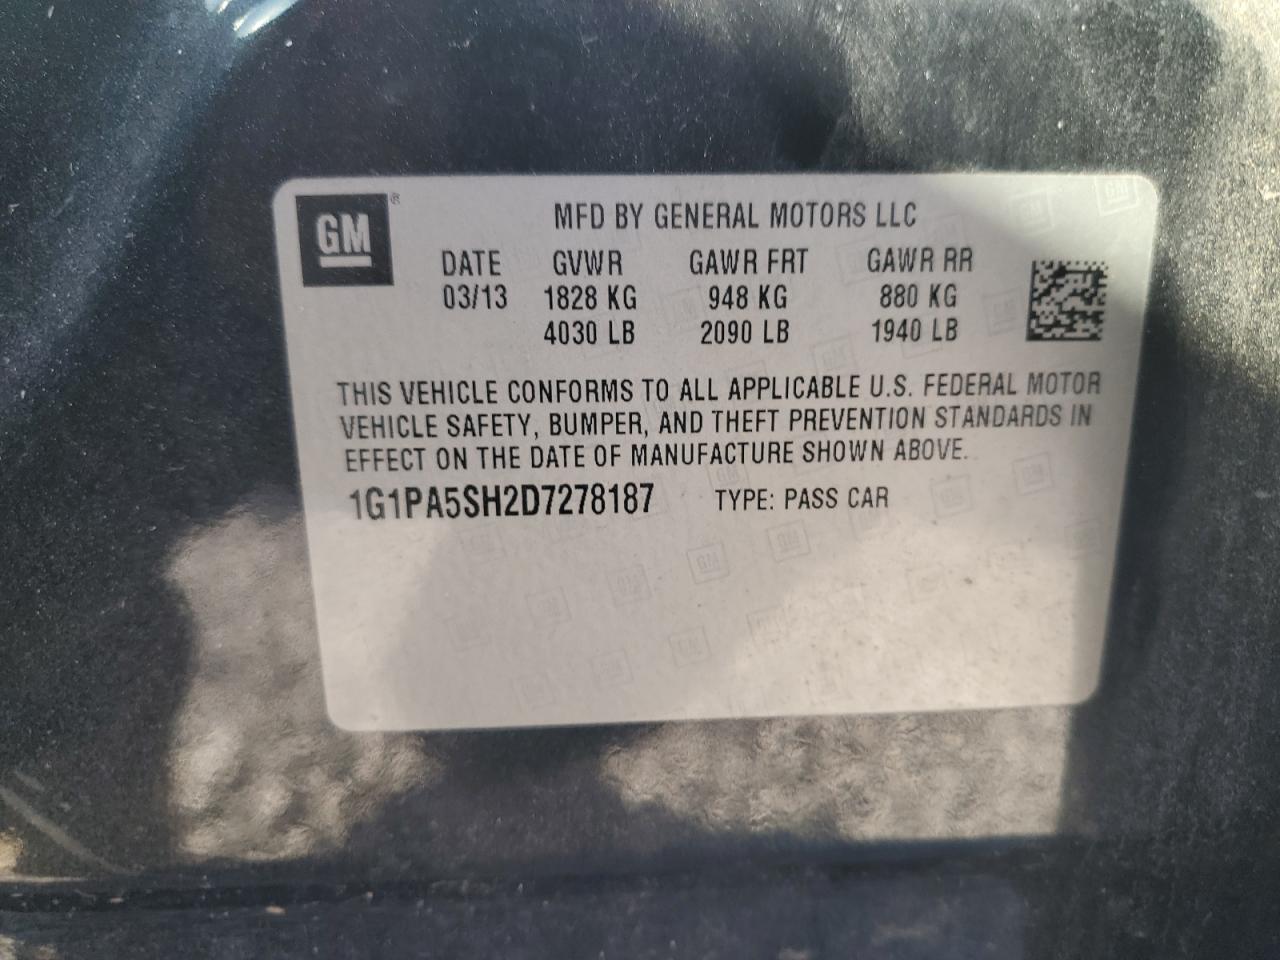 GM®
MFD BY GENERAL MOTORS LLC
DATE GVWR GAWR FRT GAWR RR
03/13 1828 KG 948 KG 880 KG
4030 LB 2090 LB 1940 LB
THIS VEHICLE CONFORMS TO ALL APPLICABLE U.S. FEDERAL MOTOR
VEHICLE SAFETY, BUMPER, AND THEFT PREVENTION STANDARDS IN
EFFECT ON THE DATE OF MANUFACTURE SHOWN ABOVE.
1G1PA5SH2D7278187 TYPE: PASS CAR